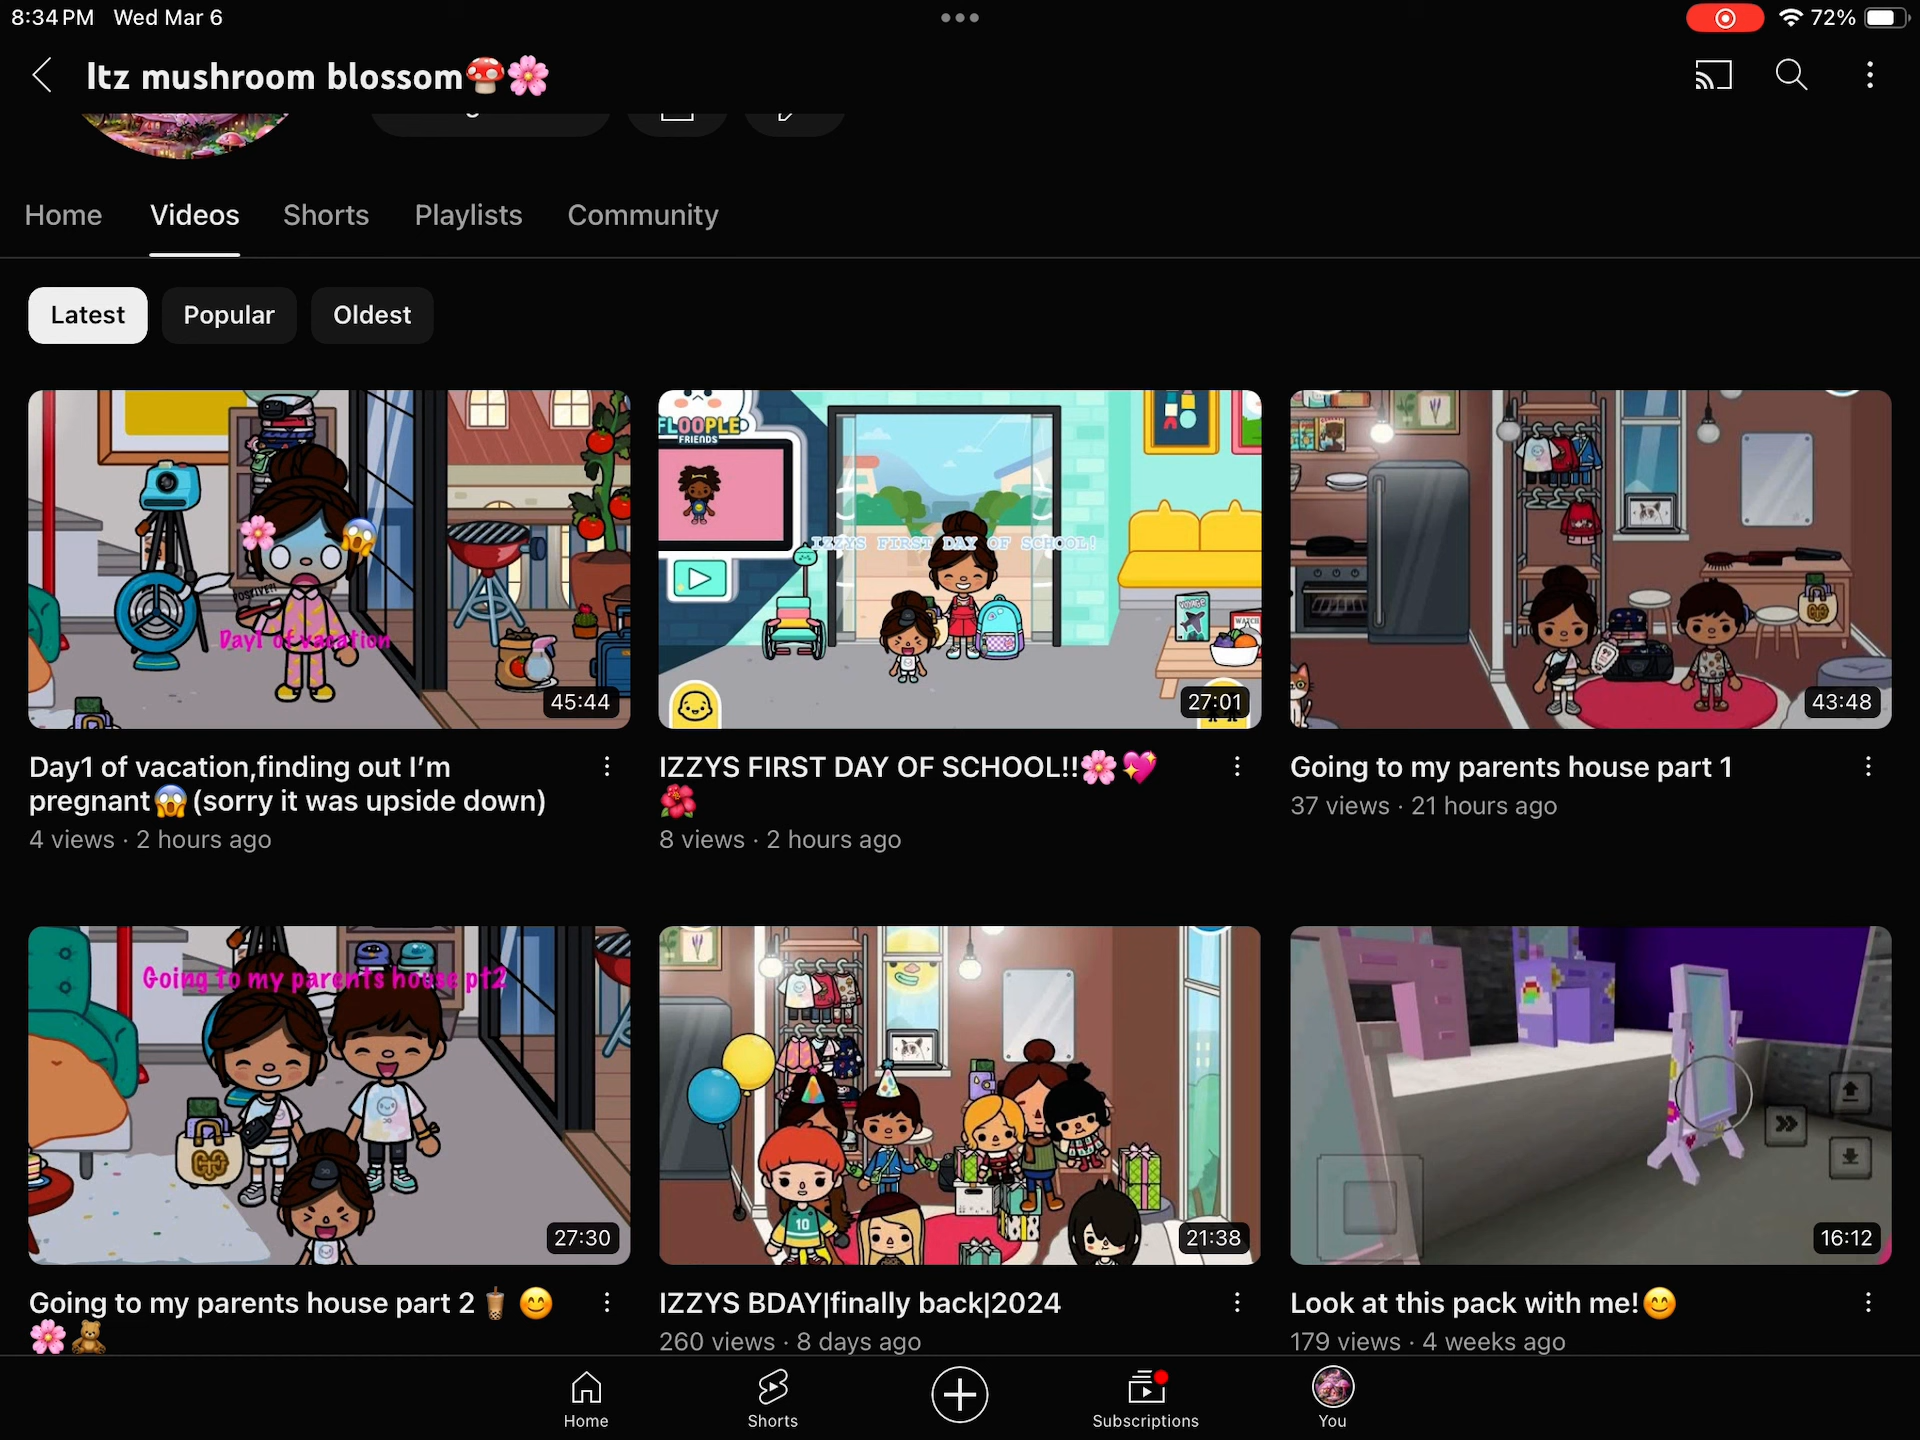 8:34 PM Wed Mar 6
72%
Itz mushroom blossom🍄🌸
Home Videos Shorts Playlists Community
Latest Popular Oldest
POSITIVE!!
Day1 of vacation
45:44
FLOOPLE
FRIENDS
IZZYS FIRST DAY OF SCHOOL!
VOYAGE
WATCH
27:01
43:48
Day1 of vacation,finding out I'm
pregnant😱(sorry it was upside down)
4 views · 2 hours ago
IZZYS FIRST DAY OF SCHOOL!!🌸💖
🌺
8 views · 2 hours ago
Going to my parents house part 1
37 views · 21 hours ago
Going to my parents house pt2
27:30
10
21:38
16:12
Going to my parents house part 2🧋😊
🌸🧸
IZZYS BDAY|finally back|2024
260 views · 8 days ago
Look at this pack with me!😊
179 views · 4 weeks ago
Home Shorts Subscriptions You